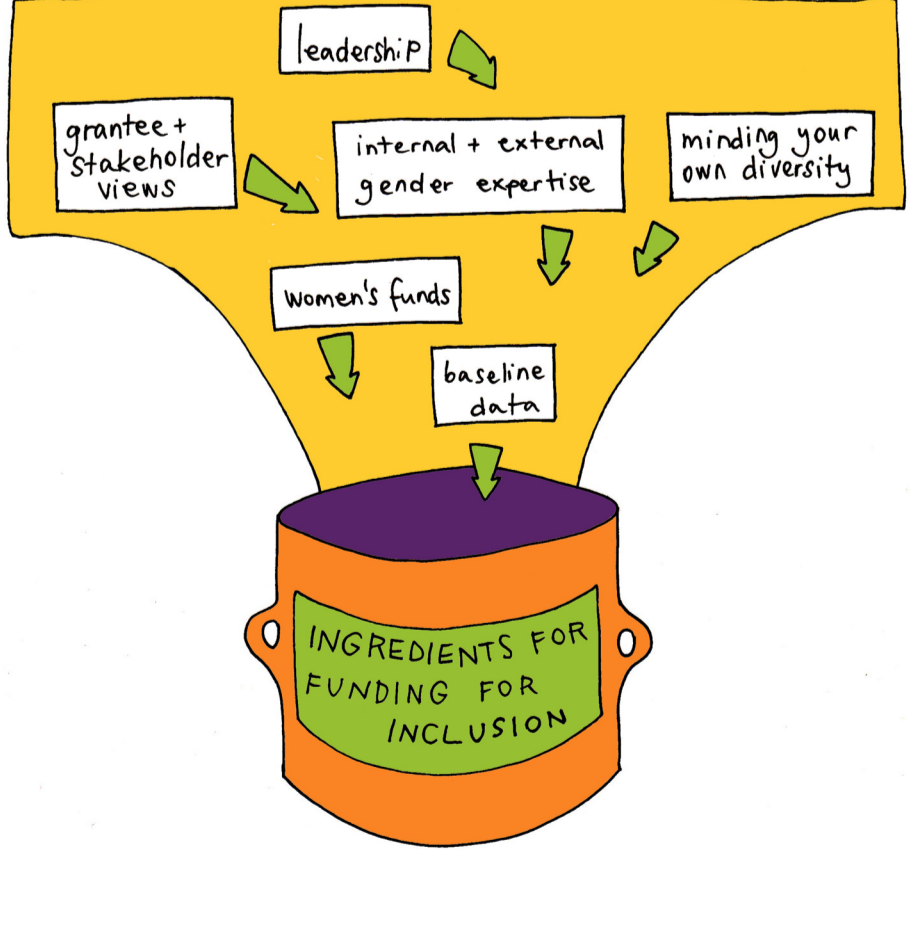 leadership
grantee +
stakeholder
views
internal + external
gender expertise
minding your
own diversity
women's funds
baseline
data
INGREDIENTS FOR
FUNDING FOR
INCLUSION